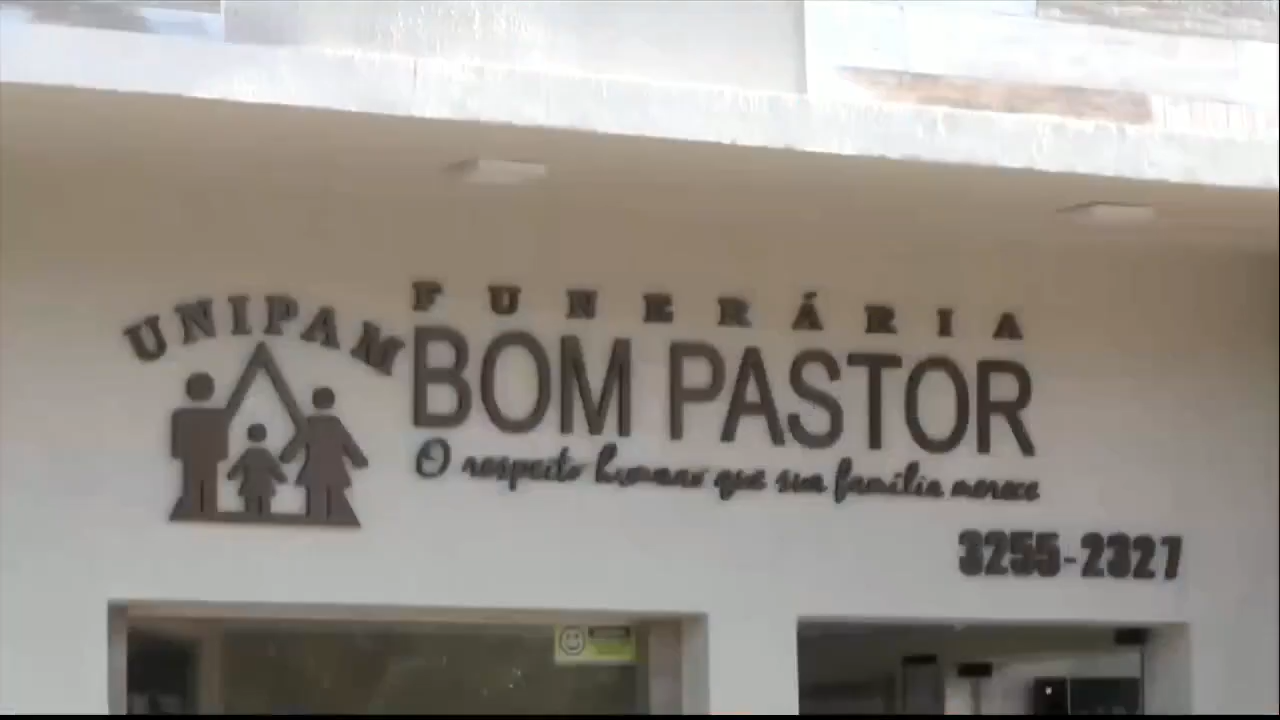 UNIPAM
FUNERÁRIA
BOM PASTOR
O respeito humano que sua família merece
3255-2327